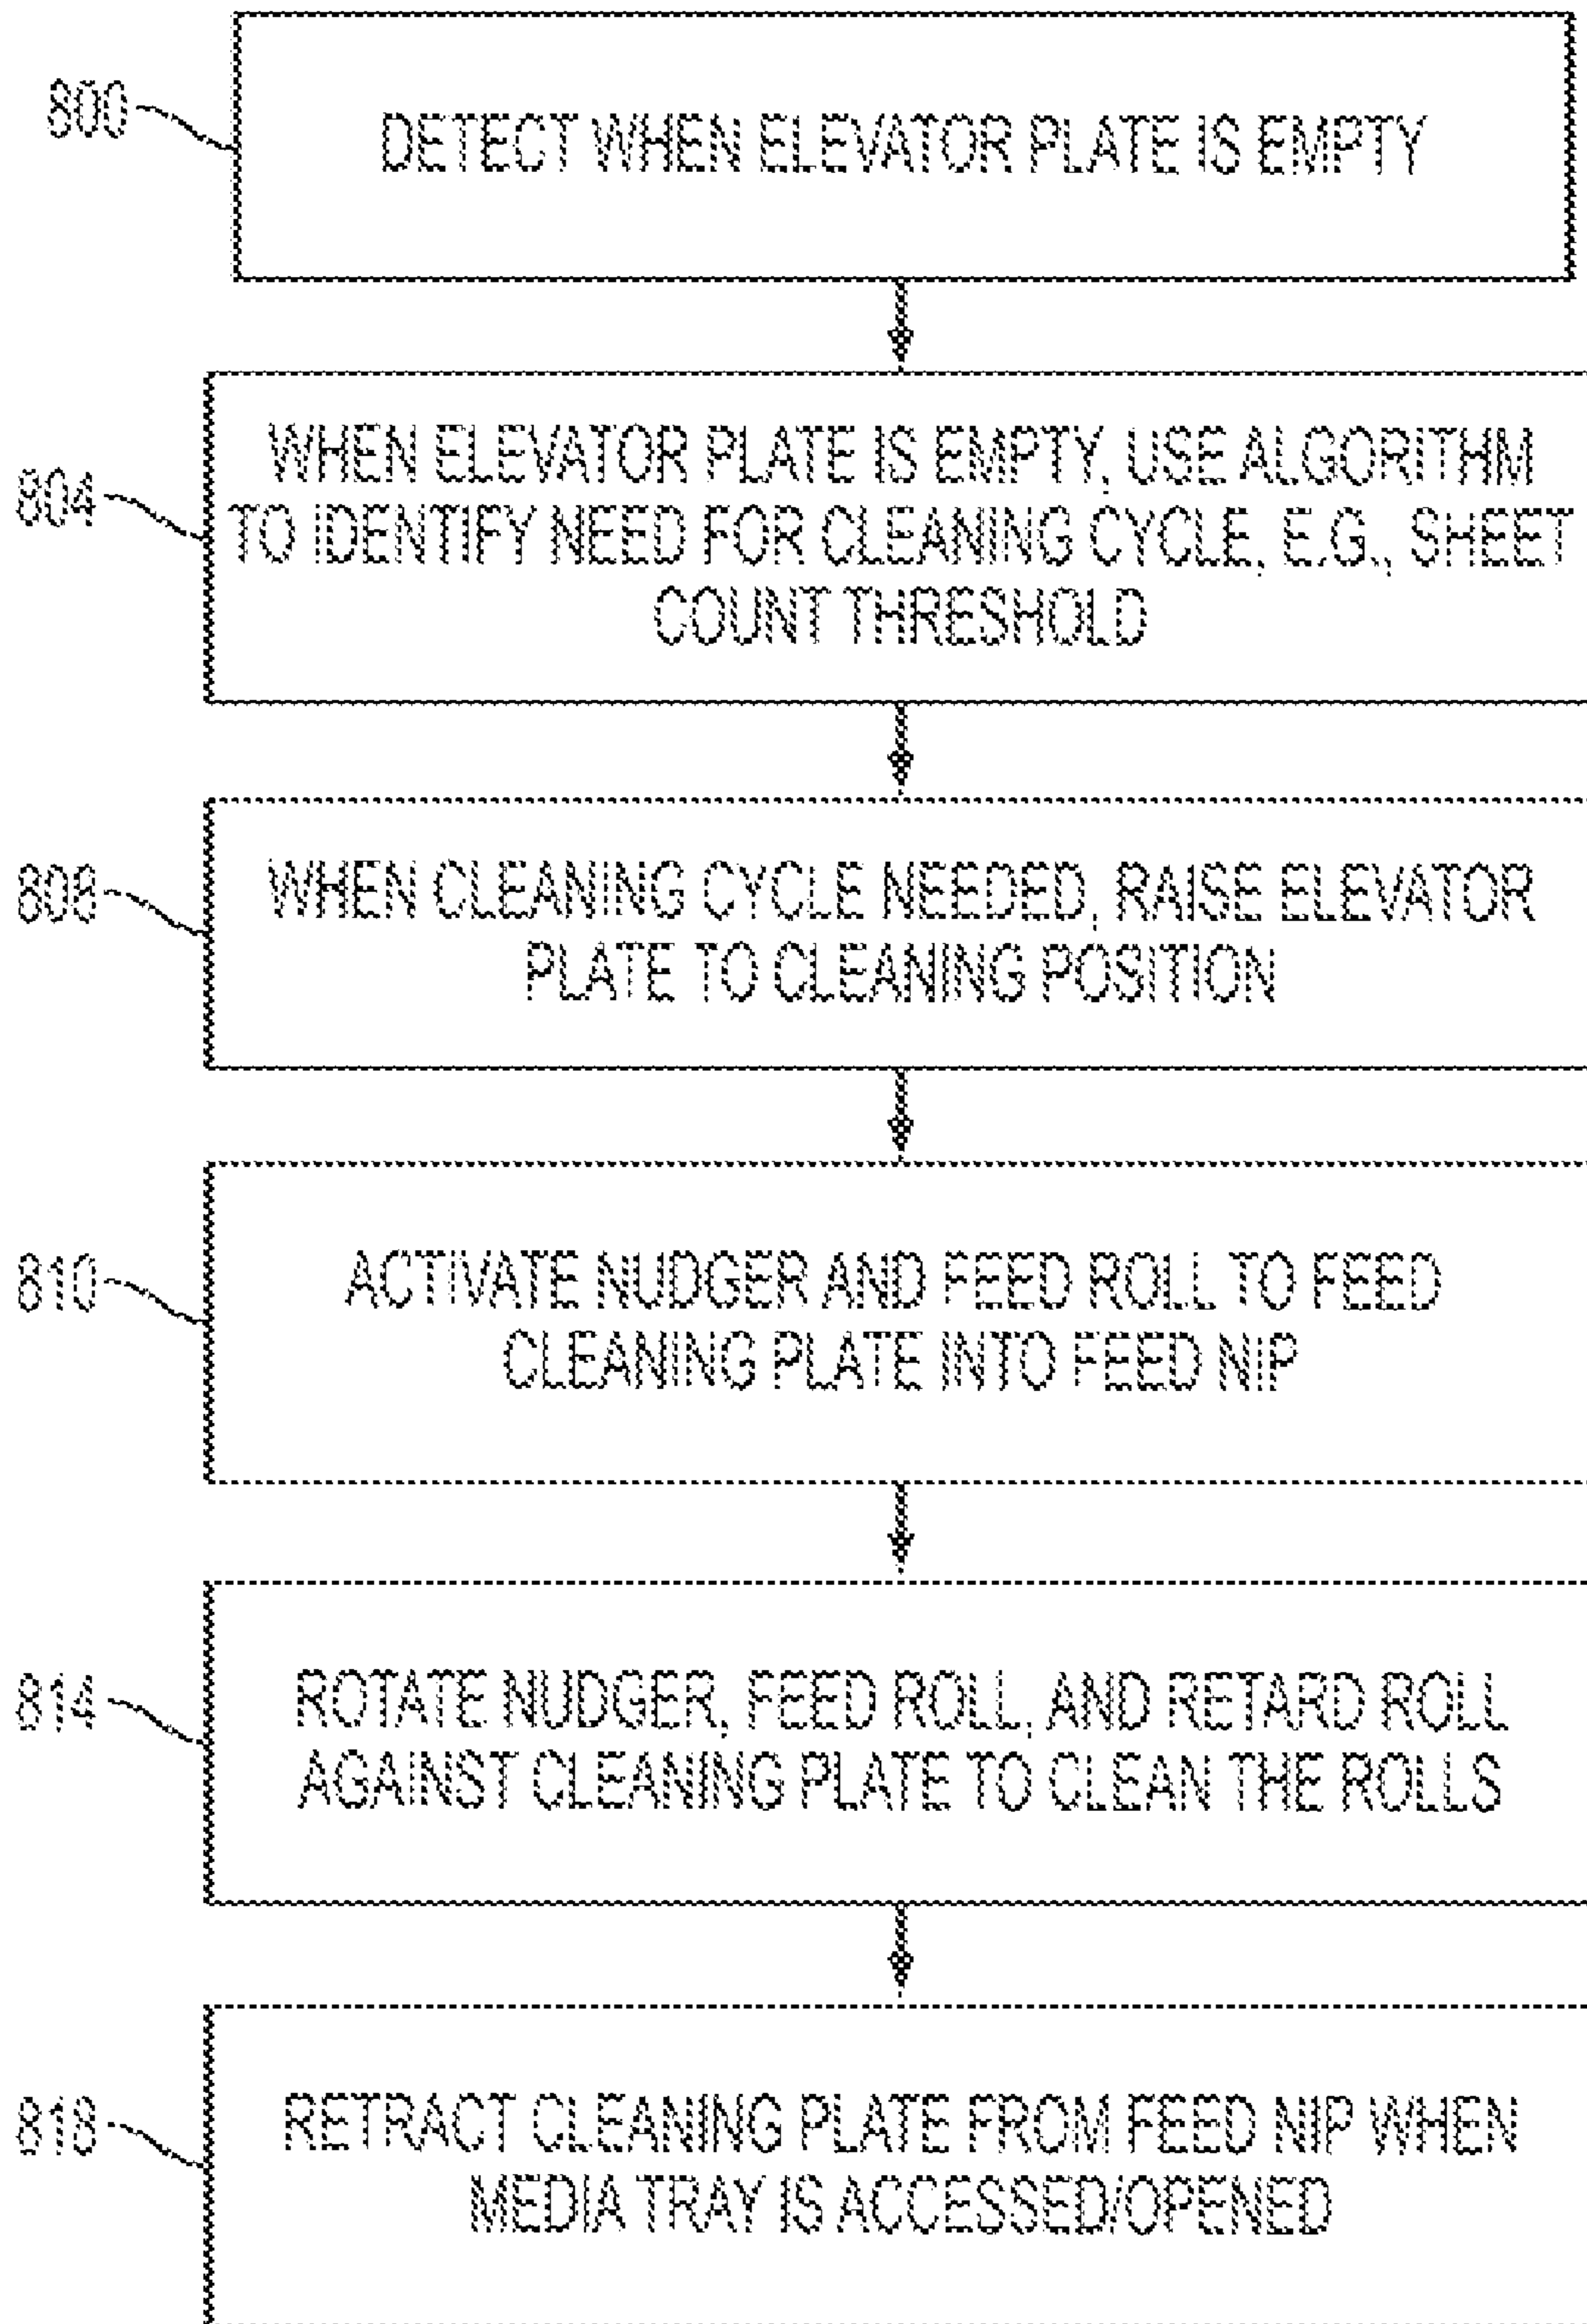 800
DETECT WHEN ELEVATOR PLATE IS EMPTY
804
WHEN ELEVATOR PLATE IS EMPTY, USE ALGORITHM
TO IDENTIFY NEED FOR CLEANING CYCLE, E.G., SHEET
COUNT THRESHOLD
808
WHEN CLEANING CYCLE NEEDED, RAISE ELEVATOR
PLATE TO CLEANING POSITION
810
ACTIVATE NUDGER AND FEED ROLL TO FEED
CLEANING PLATE INTO FEED NIP
814
ROTATE NUDGER, FEED ROLL, AND RETARD ROLL
AGAINST CLEANING PLATE TO CLEAN THE ROLLS
818
RETRACT CLEANING PLATE FROM FEED NIP WHEN
MEDIA TRAY IS ACCESSED/OPENED